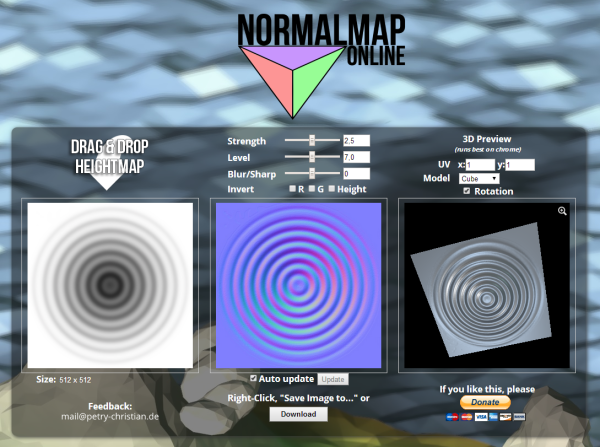 NORMALMAP
ONLINE
DRAG & DROP
HEIGHTMAP
Strength 2.5
Level 7.0
Blur/Sharp 0
Invert R G Height
3D Preview
(runs best on chrome)
UV x: 1 y: 1
Model Cube
Rotation
Size: 512 x 512
Auto update Update
Feedback:
mail@petry-christian.de
Right-Click, "Save Image to..." or
Download
If you like this, please
Donate
VISA